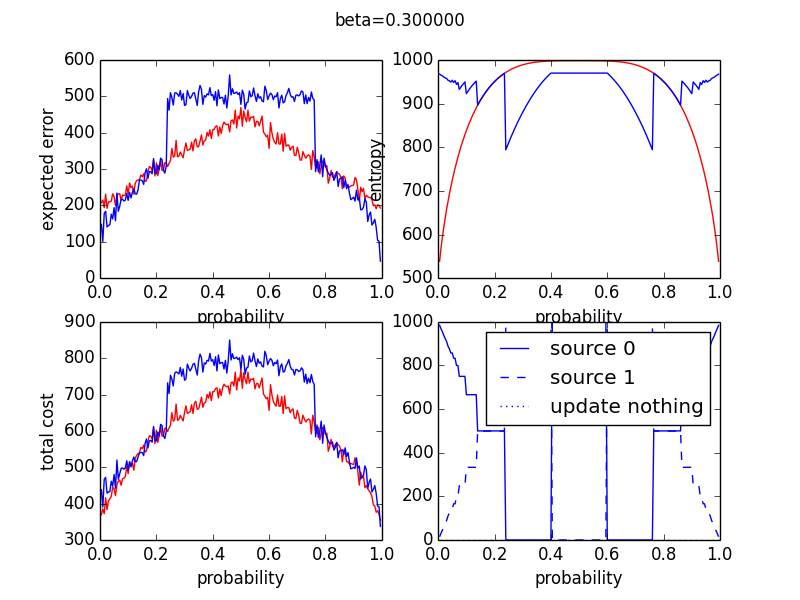 beta=0.300000
600
500
400
300
200
100
0
expected error
0.0 0.2 0.4 0.6 0.8 1.0
probability
1000
900
800
700
600
500
entropy
0.0 0.2 0.4 0.6 0.8 1.0
probability
900
800
700
600
500
400
300
total cost
0.0 0.2 0.4 0.6 0.8 1.0
probability
1000
800
600
400
200
0
source 0
source 1
update nothing
0.0 0.2 0.4 0.6 0.8 1.0
probability